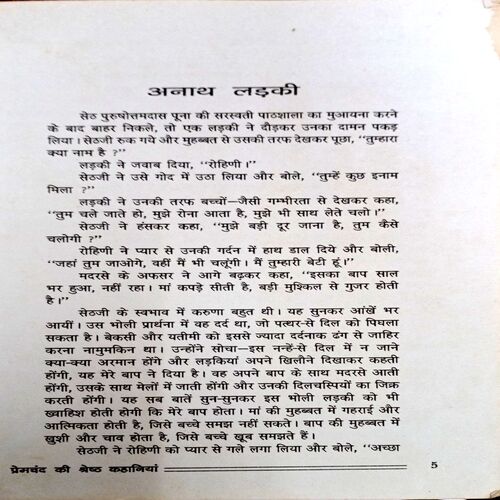 अनाथ लड़की
सेठ पुरुषोत्तमदास पूना की सरस्वती पाठशाला का मुआयना करने
के बाद बाहर निकले, तो एक लड़की ने दौड़कर उनका दामन पकड़
लिया। सेठजी रुक गये और मुहब्बत से उसकी तरफ देखकर पूछा, “तुम्हारा
क्या नाम है ?”
लड़की ने जवाब दिया, “रोहिणी।”
सेठजी ने उसे गोद में उठा लिया और बोले, “तुम्हें कुछ इनाम
मिला ?”
लड़की ने उनकी तरफ बच्चों—जैसी गम्भीरता से देखकर कहा,
“तुम चले जाते हो, मुझे रोना आता है, मुझे भी साथ लेते चलो।”
सेठजी ने हंसकर कहा, “मुझे बड़ी दूर जाना है, तुम कैसे
चलोगी ?”
रोहिणी ने प्यार से उनकी गर्दन में हाथ डाल दिये और बोली,
“जहां तुम जाओगे, वहीं मैं भी चलूंगी। मैं तुम्हारी बेटी हूं।”
मदरसे के अफसर ने आगे बढ़कर कहा, “इसका बाप साल
भर हुआ, नहीं रहा। मां कपड़े सीती है, बड़ी मुश्किल से गुजर होती
है।”
सेठजी के स्वभाव में करुणा बहुत थी। यह सुनकर आंखें भर
आयीं। उस भोली प्रार्थना में वह दर्द था, जो पत्थर-से दिल को पिघला
सकता है। बेकसी और यतीमी को इससे ज्यादा दर्दनाक ढंग से जाहिर
करना नामुमकिन था। उन्होंने सोचा—इस नन्हें-से दिल में न जाने
क्या-क्या अरमान होंगे और लड़कियां अपने खिलौने दिखाकर कहती
होंगी, यह मेरे बाप ने दिया है। वह अपने बाप के साथ मदरसे आती
होंगी, उसके साथ मेलों में जाती होंगी और उनकी दिलचस्पियों का जिक्र
करती होंगी। यह सब बातें सुन-सुनकर इस भोली लड़की को भी
ख्वाहिश होती होगी कि मेरे बाप होता। मां की मुहब्बत में गहराई और
आत्मिकता होती है, जिसे बच्चे समझ नहीं सकते। बाप की मुहब्बत में
खुशी और चाव होता है, जिसे बच्चे खूब समझते हैं।
सेठजी ने रोहिणी को प्यार से गले लगा लिया और बोले, “अच्छा
प्रेमचंद की श्रेष्ठ कहानियां 5